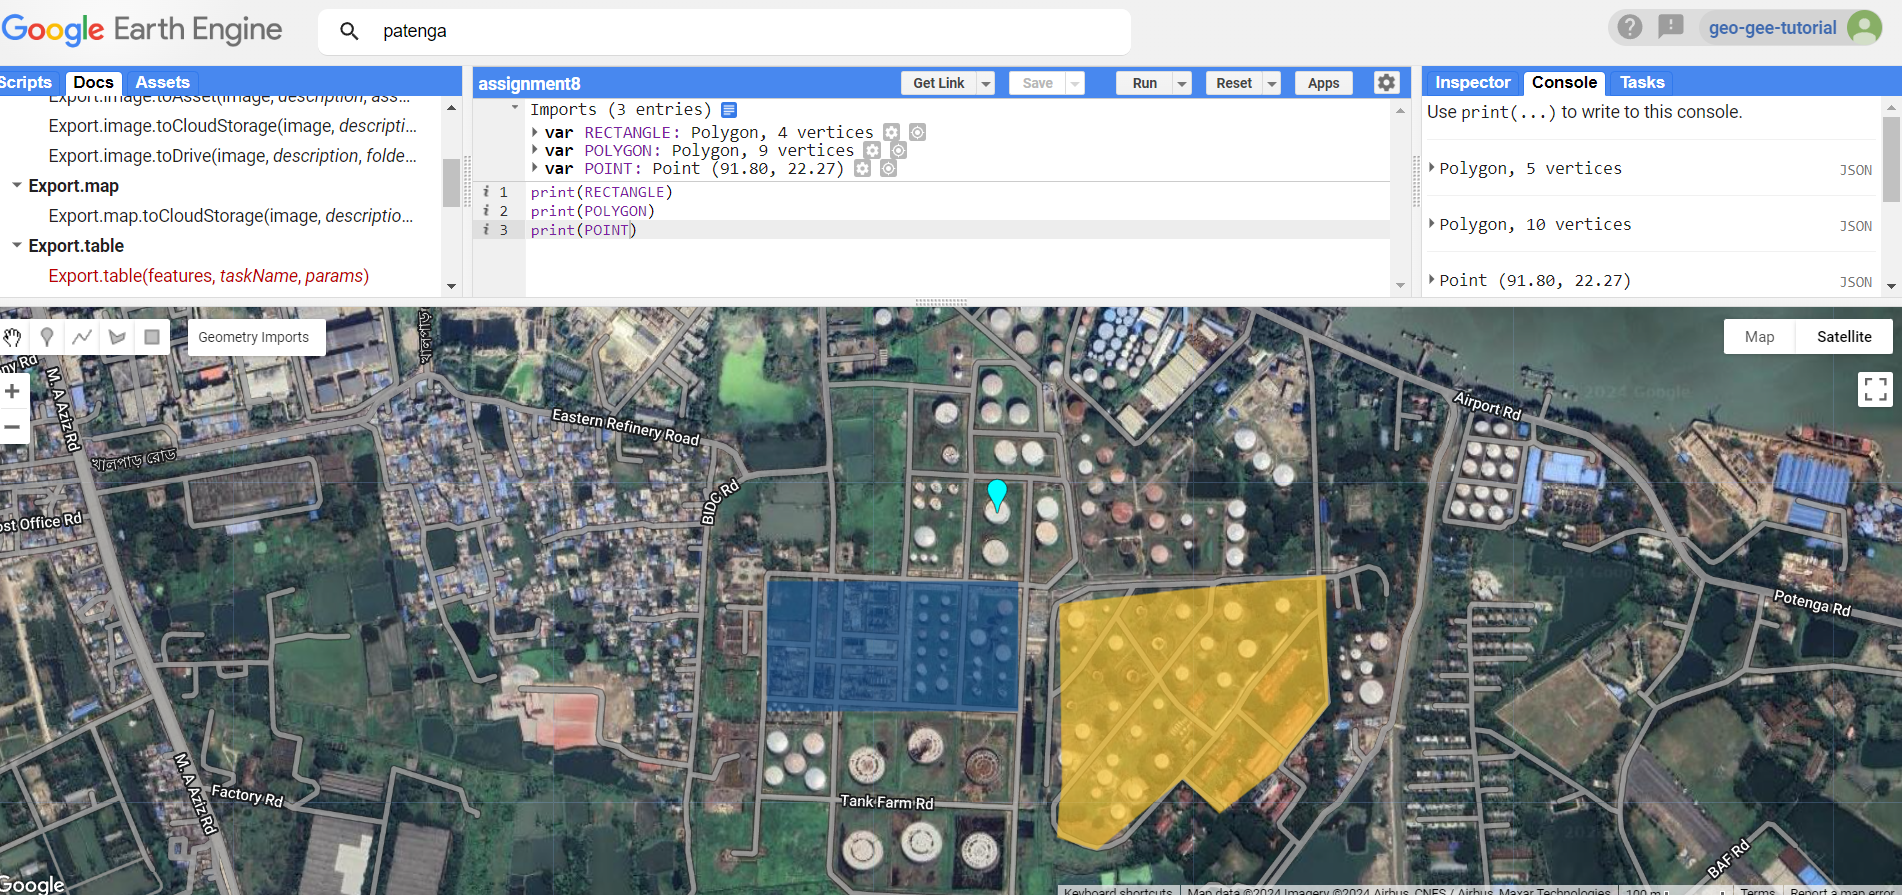 Google Earth Engine
patenga
geo-gee-tutorial
Scripts
Docs
Assets
Export.image.toAsset(image, description, ass...
Export.image.toCloudStorage(image, descripti...
Export.image.toDrive(image, description, folde...
Export.map
Export.map.toCloudStorage(image, descriptio...
Export.table
Export.table(features, taskName, params)
assignment8
Get Link
Save
Run
Reset
Apps
Imports (3 entries)
var RECTANGLE: Polygon, 4 vertices
var POLYGON: Polygon, 9 vertices
var POINT: Point (91.80, 22.27)
i 1 print(RECTANGLE)
i 2 print(POLYGON)
i 3 print(POINT)
Inspector
Console
Tasks
Use print(...) to write to this console.
Polygon, 5 vertices JSON
Polygon, 10 vertices JSON
Point (91.80, 22.27) JSON
Geometry Imports
Map
Satellite
ny Rd
M. A Aziz Rd
খালপাড় রোড
ost Office Rd
Eastern Refinery Road
BIDC Rd
Airport Rd
Potenga Rd
M. A Aziz Rd
Factory Rd
Tank Farm Rd
BAF Rd
© 2024 Google
Google
Keyboard shortcuts
Map data ©2024 Imagery ©2024 Airbus, CNES / Airbus, Maxar Technologies
100 m
Terms
Report a map error